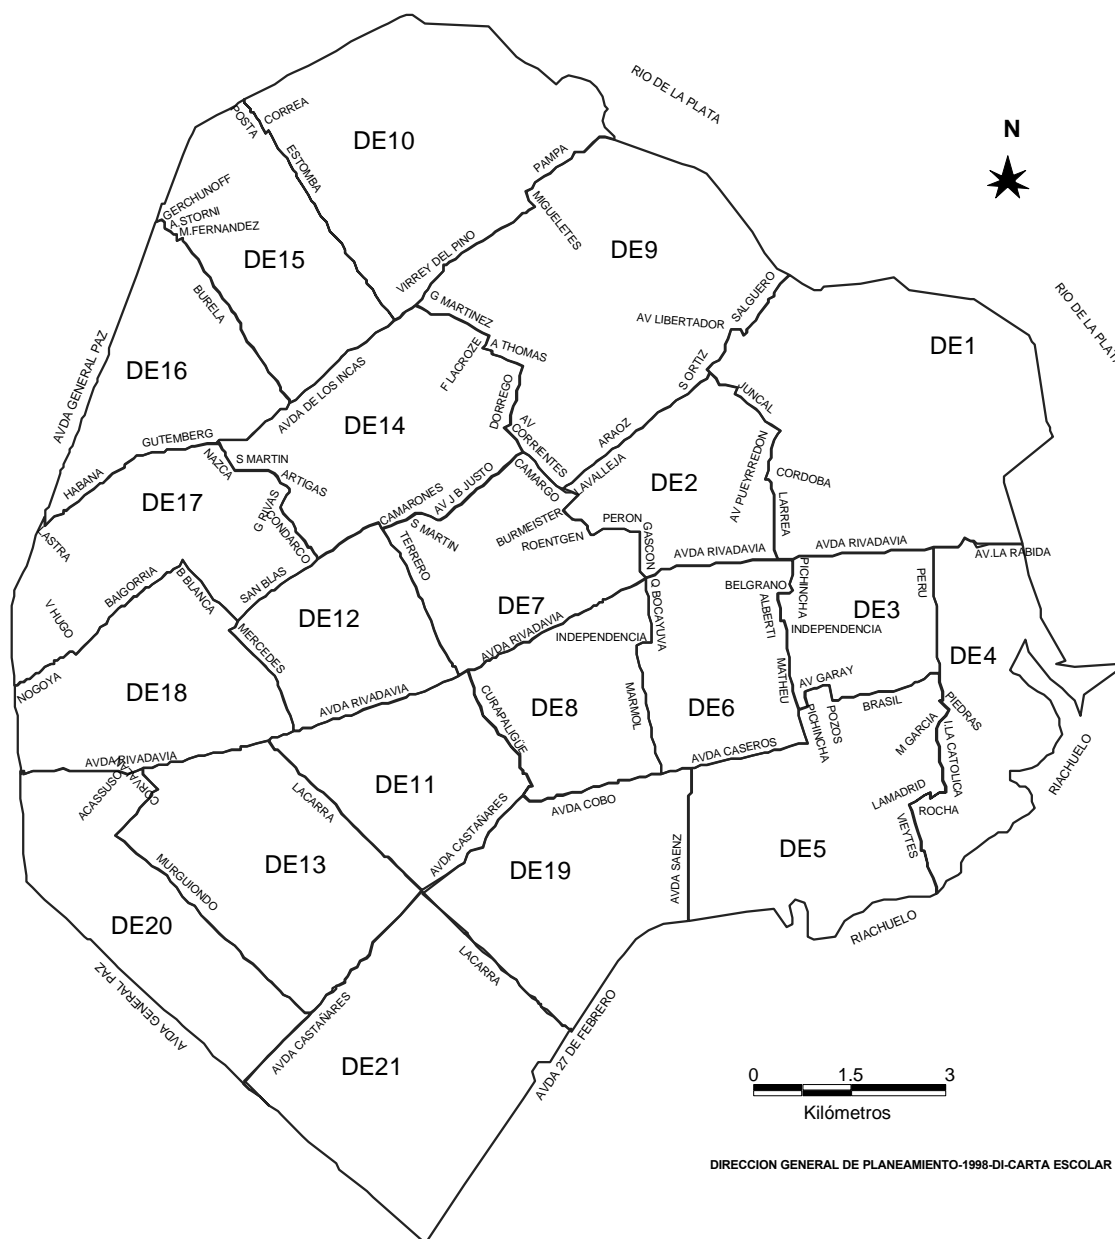 RIO DE LA PLATA
CORREA
POSTA
DE10
ESTOMBA
PAMPA
N
GERCHUNOFF
A.STORNI
M.FERNANDEZ
MIGUELETES
DE9
DE15
VIRREY DEL PINO
BURELA
SALGUERO
RIO DE LA PLATA
G MARTINEZ
AV LIBERTADOR
A THOMAS
F LACROZE
DE1
AVDA GENERAL PAZ
DE16
AVDA DE LOS INCAS
S ORTIZ
JUNCAL
DORREGO
DE14
AV
CORRIENTES
ARAOZ
GUTEMBERG
NAZCA
S MARTIN
ARTIGAS
HABANA
AV PUEYRREDON
CORDOBA
LAVALLEJA
DE2
DE17
G RIVAS
CONDARCO
CAMARONES
AV J B JUSTO
CAMARGO
LARREA
S MARTIN
BURMEISTER
PERON
ROENTGEN
GASCON
LASTRA
TERRERO
AVDA RIVADAVIA
AVDA RIVADAVIA
AV.LA RABIDA
BAIGORRIA
B BLANCA
SAN BLAS
BELGRANO
PICHINCHA
PERU
V HUGO
DE12
DE7
Q BOCAYUVA
ALBERTI
DE3
MERCEDES
INDEPENDENCIA
INDEPENDENCIA
AVDA RIVADAVIA
DE4
NOGOYA
DE18
AVDA RIVADAVIA
CURAPALIGÜE
DE8
MARMOL
DE6
MATHEU
AV GARAY
PICHINCHA
POZOS
BRASIL
PIEDRAS
M GARCIA
I.LA CATOLICA
AVDA RIVADAVIA
AVDA CASEROS
RIACHUELO
ACASSUSO
CORVALAN
LACARRA
DE11
AVDA COBO
LAMADRID
ROCHA
VIEYTES
AVDA CASTAÑARES
AVDA SAENZ
DE5
MURGUIONDO
DE13
DE19
DE20
RIACHUELO
LACARRA
AVDA GENERAL PAZ
AVDA CASTAÑARES
AVDA 27 DE FEBRERO
DE21
0 1.5 3
Kilómetros
DIRECCION GENERAL DE PLANEAMIENTO-1998-DI-CARTA ESCOLAR